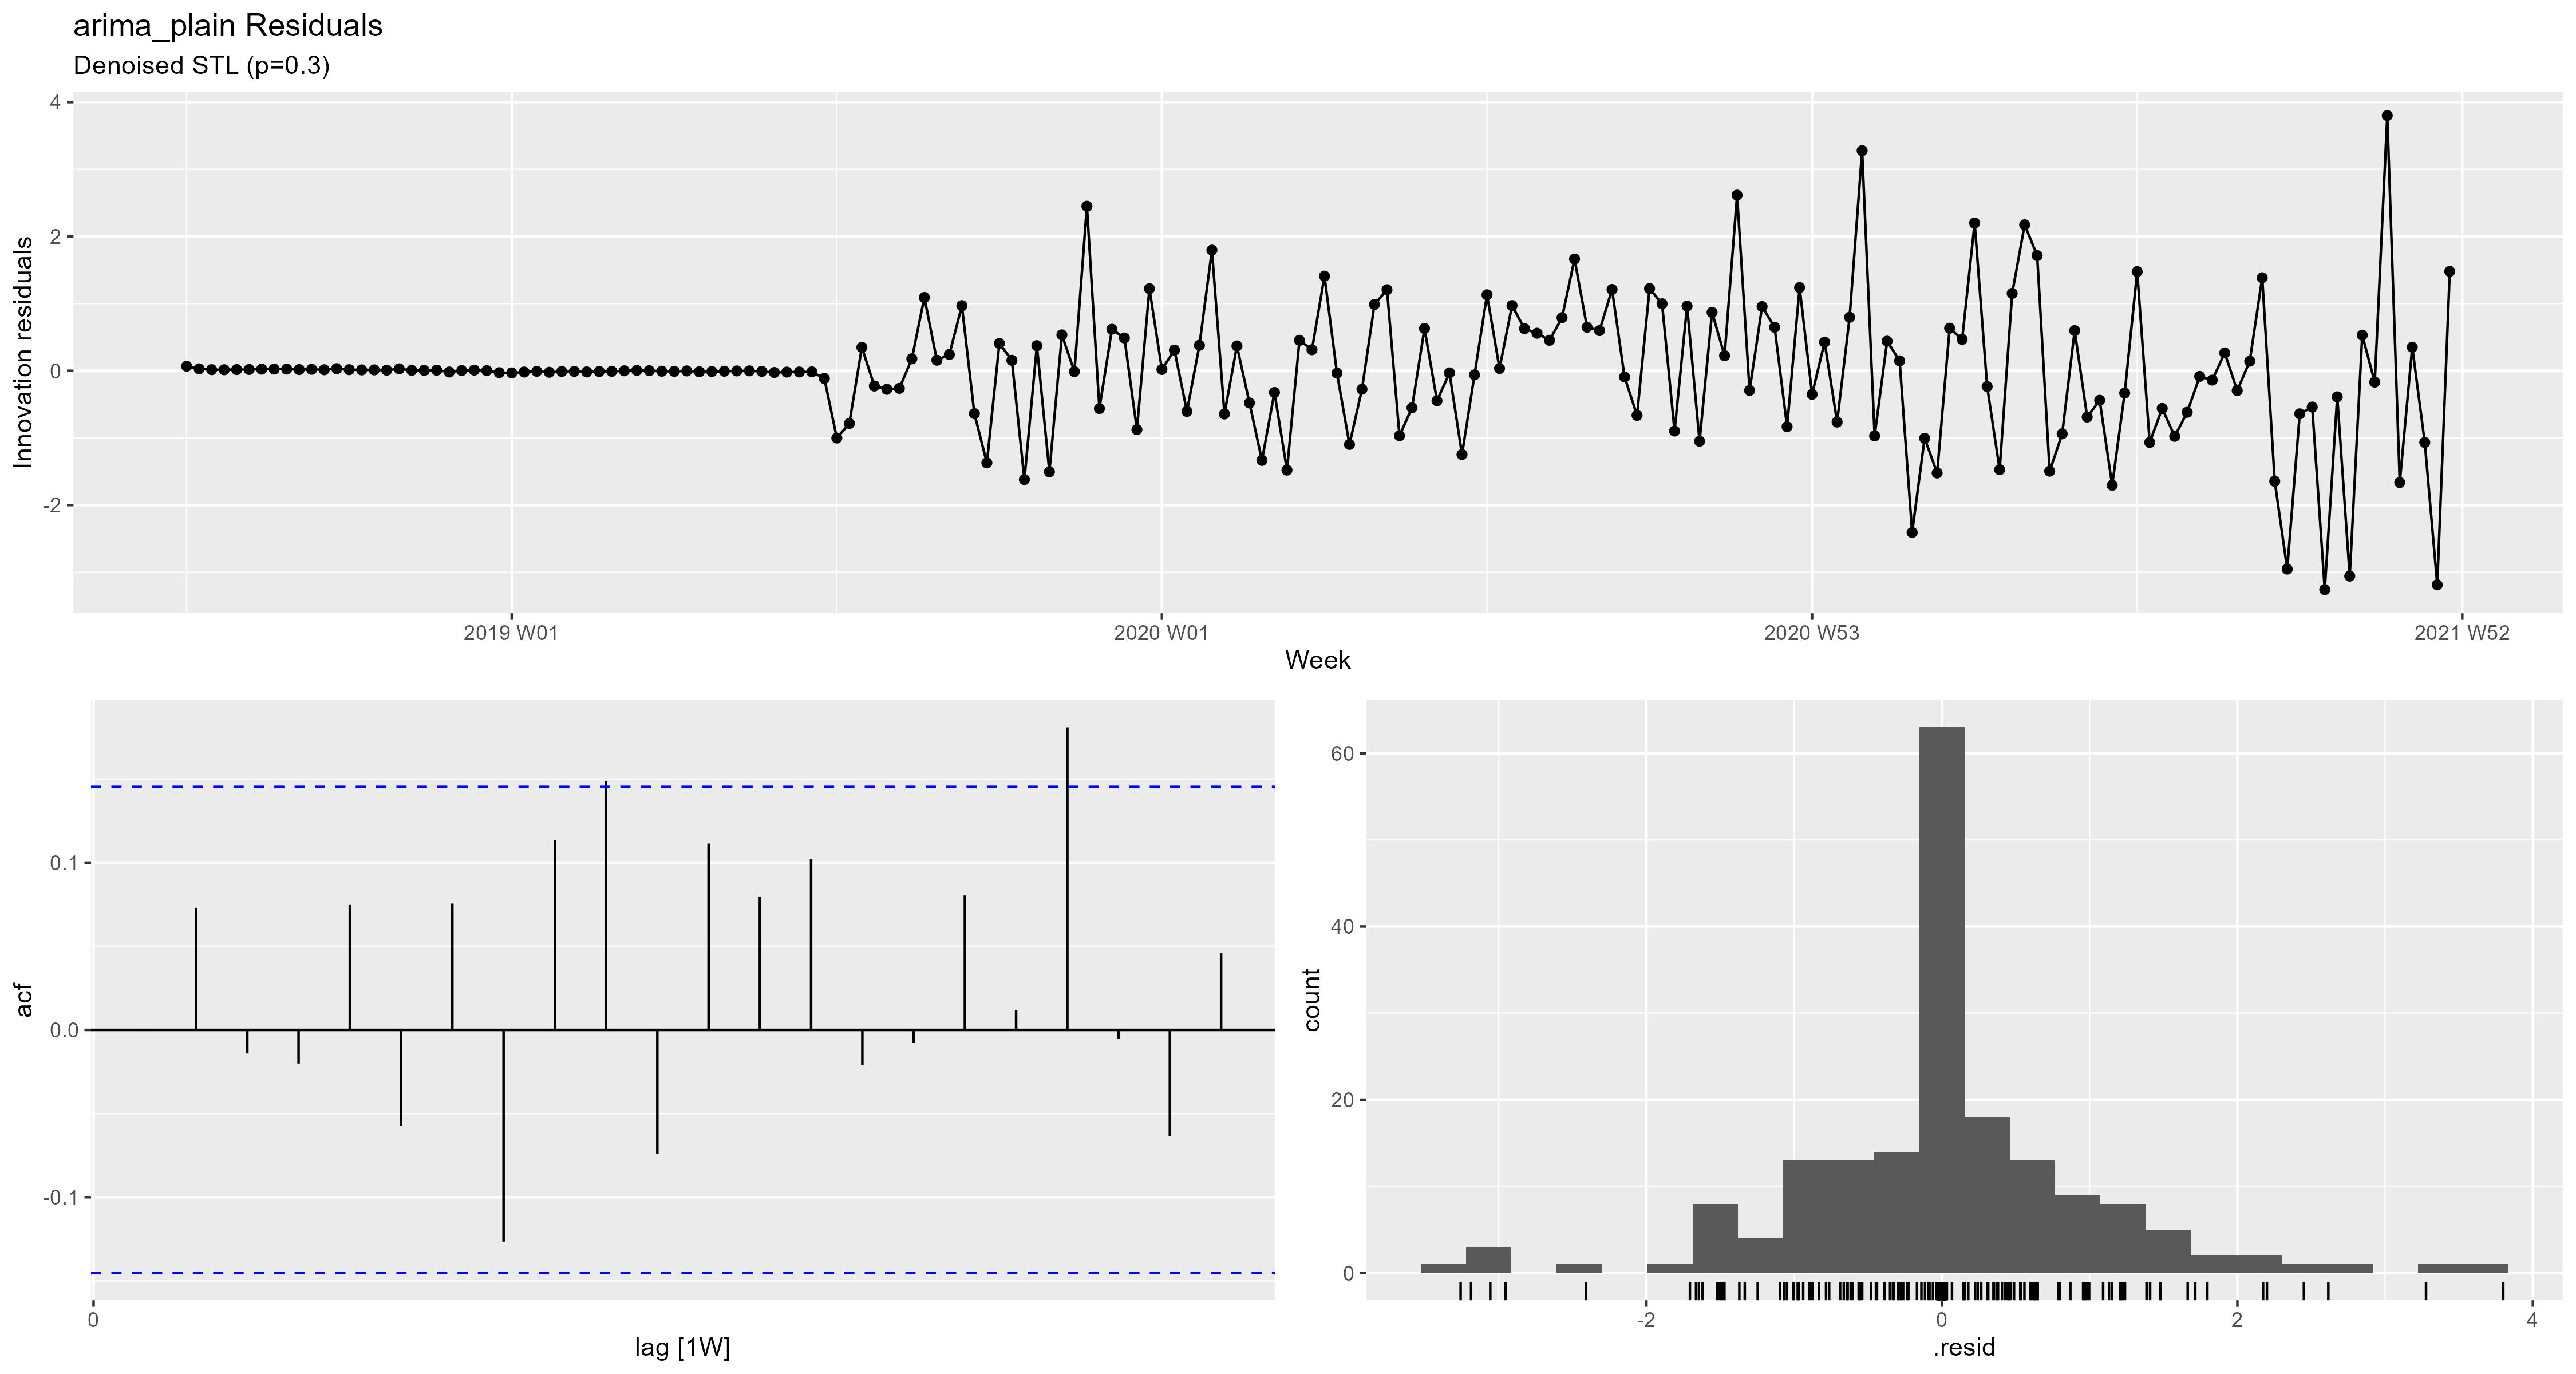 arima_plain Residuals
Denoised STL (p=0.3)
4
2
0
-2
Innovation residuals
2019 W01
2020 W01
2020 W53
2021 W52
Week
0.1
0.0
-0.1
acf
0
lag [1W]
60
40
20
0
count
-2
0
2
4
.resid